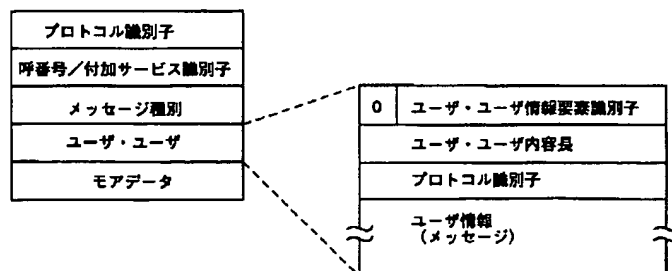 プロトコル識別子
呼番号／付加サービス識別子
メッセージ種別
ユーザ・ユーザ
モアデータ
0 ユーザ・ユーザ情報要素識別子
ユーザ・ユーザ内容長
プロトコル識別子
ユーザ情報
（メッセージ）